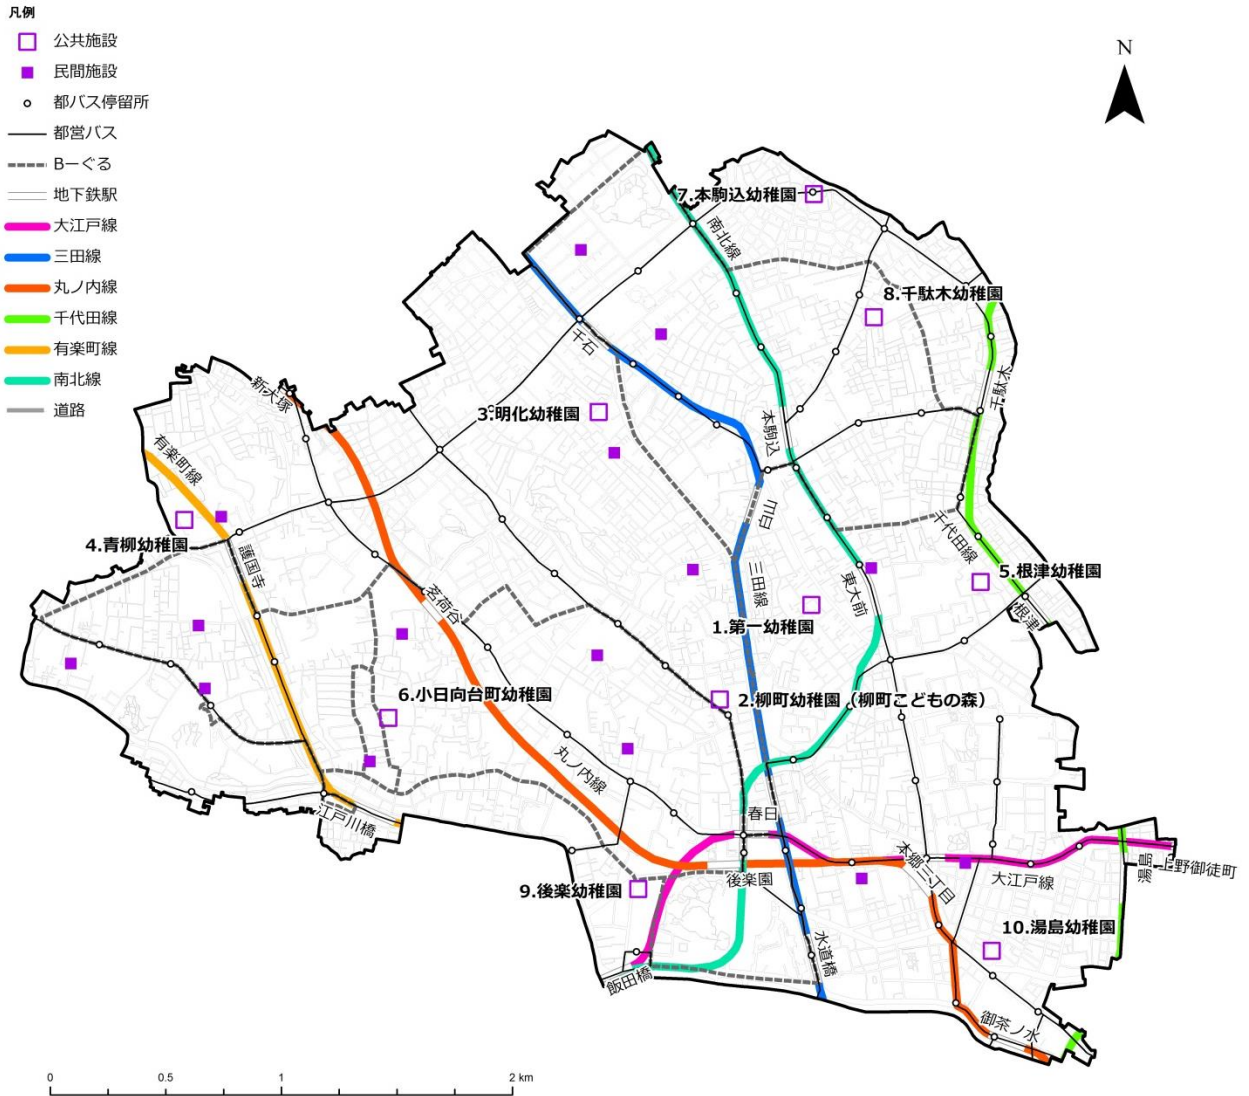 凡例
公共施設
民間施設
都バス停留所
都営バス
Bーぐる
地下鉄駅
大江戸線
三田線
丸ノ内線
千代田線
有楽町線
南北線
道路
N
7.本駒込幼稚園
南北線
8.千駄木幼稚園
千石
千駄木
新大塚
3.明化幼稚園
本駒込
有楽町線
白山
千代田線
4.青柳幼稚園
護国寺
茗荷谷
三田線
東大前
5.根津幼稚園
根津
1.第一幼稚園
6.小日向台町幼稚園
2.柳町幼稚園（柳町こどもの森）
丸ノ内線
江戸川橋
春日
本郷三丁目
湯島
上野御徒町
後楽園
大江戸線
9.後楽幼稚園
10.湯島幼稚園
水道橋
飯田橋
御茶ノ水
0 0.5 1 2 km